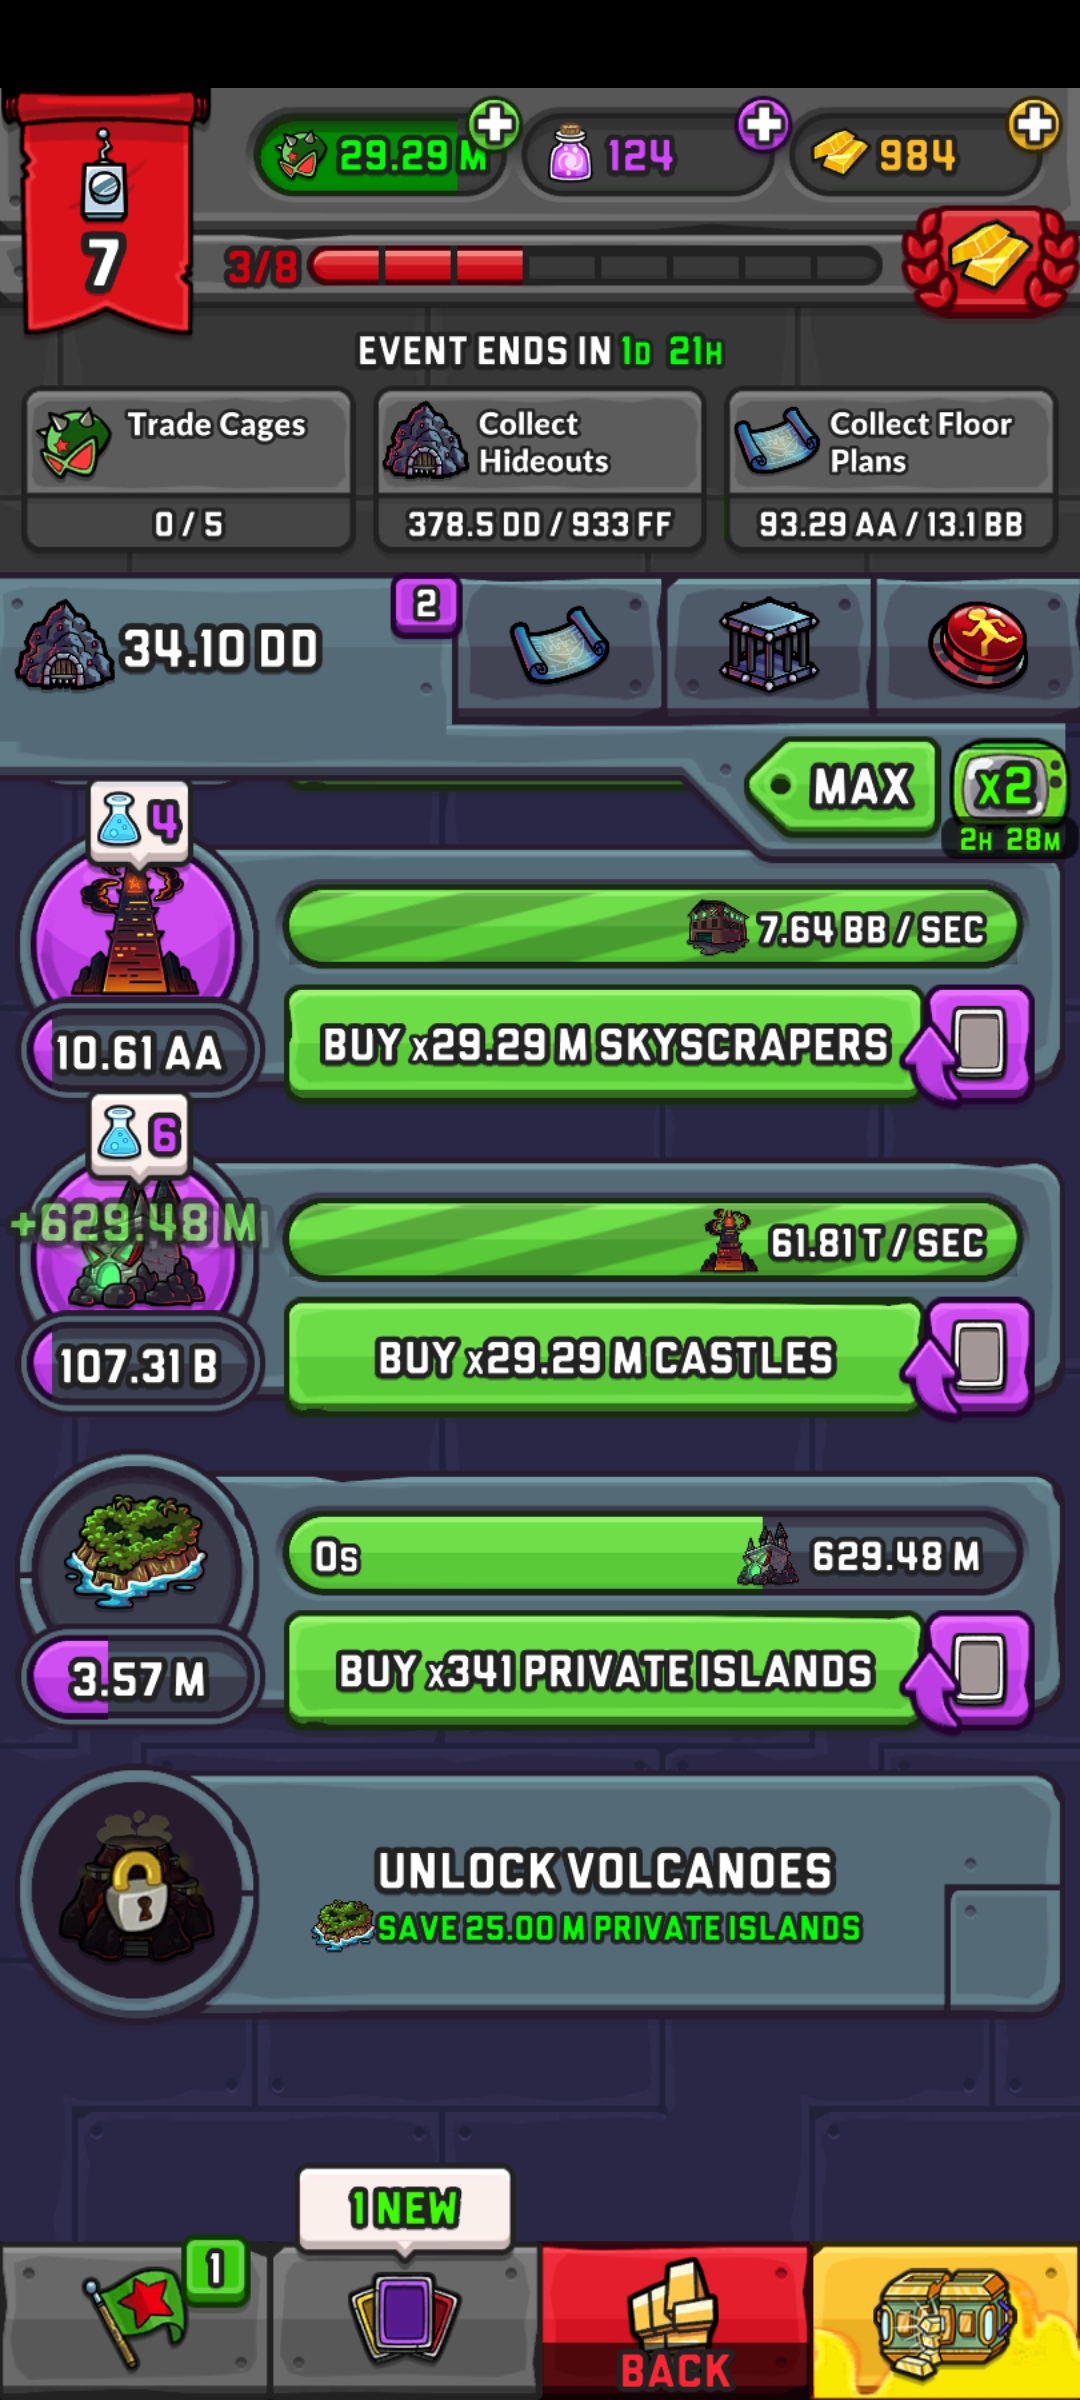 29.29 M
124
984
7
3/8
EVENT ENDS IN 1D 21H
Trade Cages
0 / 5
Collect
Hideouts
378.5 DD / 933 FF
Collect Floor
Plans
93.29 AA / 13.1 BB
34.10 DD
2
MAX
x2
2H 28M
4
7.64 BB / SEC
10.61 AA
BUY x29.29 M SKYSCRAPERS
6
+629.48 M
61.81 T / SEC
107.31 B
BUY x29.29 M CASTLES
0s
629.48 M
3.57 M
BUY x341 PRIVATE ISLANDS
UNLOCK VOLCANOES
SAVE 25.00 M PRIVATE ISLANDS
1 NEW
1
BACK